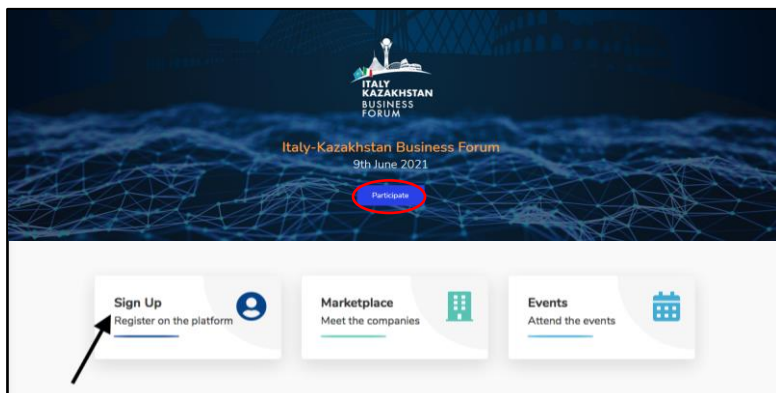 ITALY
KAZAKHSTAN
BUSINESS
FORUM
Italy-Kazakhstan Business Forum
9th June 2021
Participate
Sign Up
Register on the platform
Marketplace
Meet the companies
Events
Attend the events